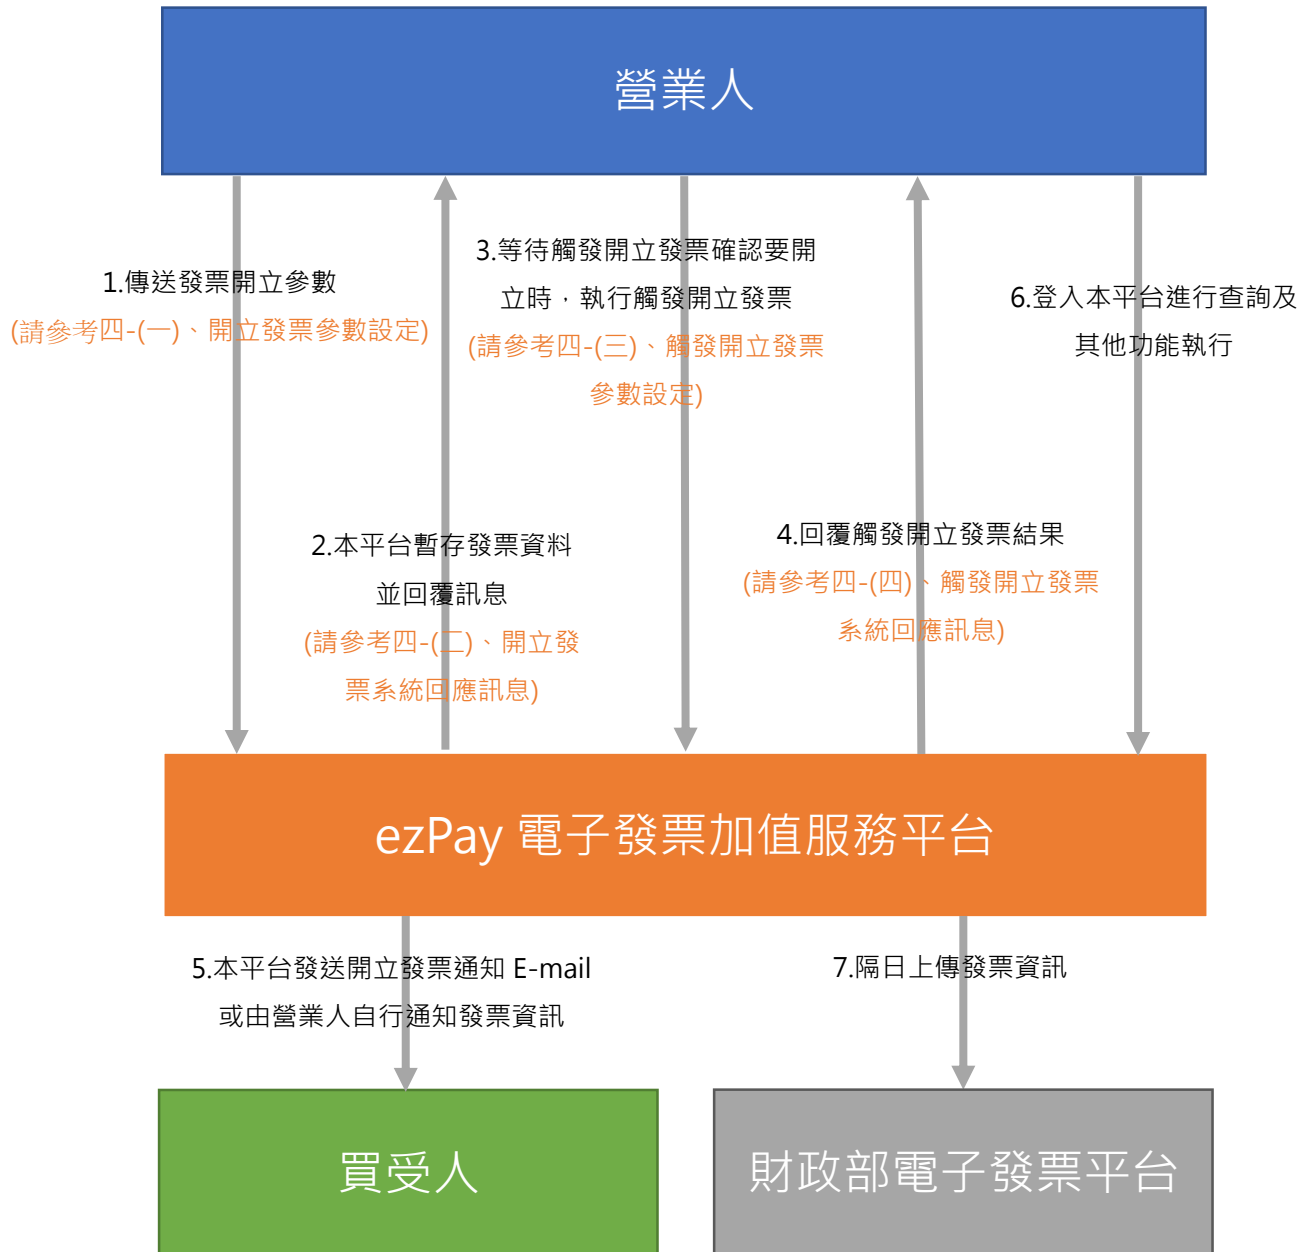 營業人
1.傳送發票開立參數
(請參考四-(一)、開立發票參數設定)
2.本平台暫存發票資料
並回覆訊息
(請參考四-(二)、開立發
票系統回應訊息)
3.等待觸發開立發票確認要開
立時，執行觸發開立發票
(請參考四-(三)、觸發開立發票
參數設定)
4.回覆觸發開立發票結果
(請參考四-(四)、觸發開立發票
系統回應訊息)
6.登入本平台進行查詢及
其他功能執行
ezPay 電子發票加值服務平台
5.本平台發送開立發票通知 E-mail
或由營業人自行通知發票資訊
7.隔日上傳發票資訊
買受人
財政部電子發票平台